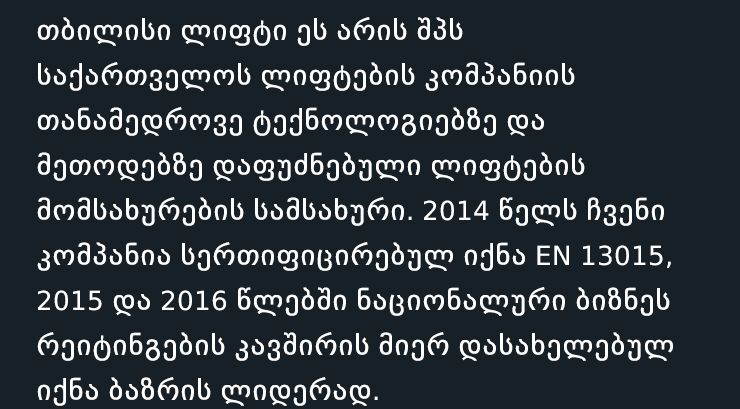 თბილისი ლიფტი ეს არის შპს
საქართველოს ლიფტების კომპანიის
თანამედროვე ტექნოლოგიებზე და
მეთოდებზე დაფუძნებული ლიფტების
მომსახურების სამსახური. 2014 წელს ჩვენი
კომპანია სერთიფიცირებულ იქნა EN 13015,
2015 და 2016 წლებში ნაციონალური ბიზნეს
რეიტინგების კავშირის მიერ დასახელებულ
იქნა ბაზრის ლიდერად.